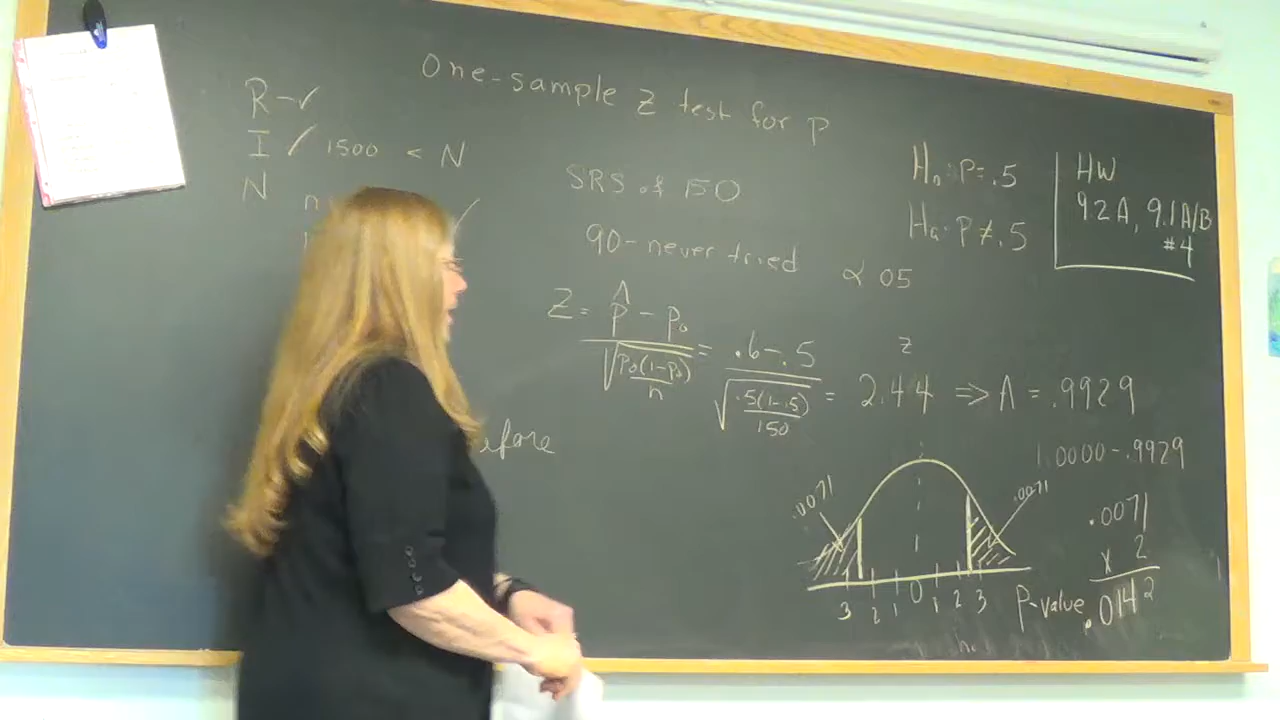 One-sample Z test for P
R-✓
I ✓ 1500 < N
N n ✓
SRS of 150
90-never tried
α 05
H₀: P=.5
Hₐ: P≠.5
HW
9.2A, 9.1A/B
#4
Z = p̂ - p₀ / √(p₀(1-p₀)/n) = .6-.5 / √(.5(1-.5)/150) = 2.44 ⇒ A = .9929
z
1.0000-.9929
.0071
x 2
P-value .0142
.0071
.0071
3 2 1 0 1 2 3